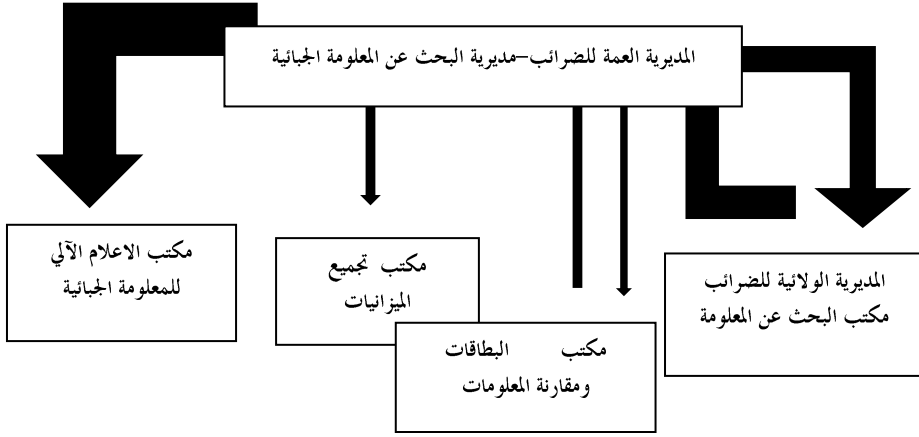 المديرية العمة للضرائب–مديرية البحث عن المعلومة الجبائية
المديرية الولائية للضرائب
مكتب البحث عن المعلومة
مكتب البطاقات
ومقارنة المعلومات
مكتب تجميع
الميزانيات
مكتب الاعلام الآلي
للمعلومة الجبائية